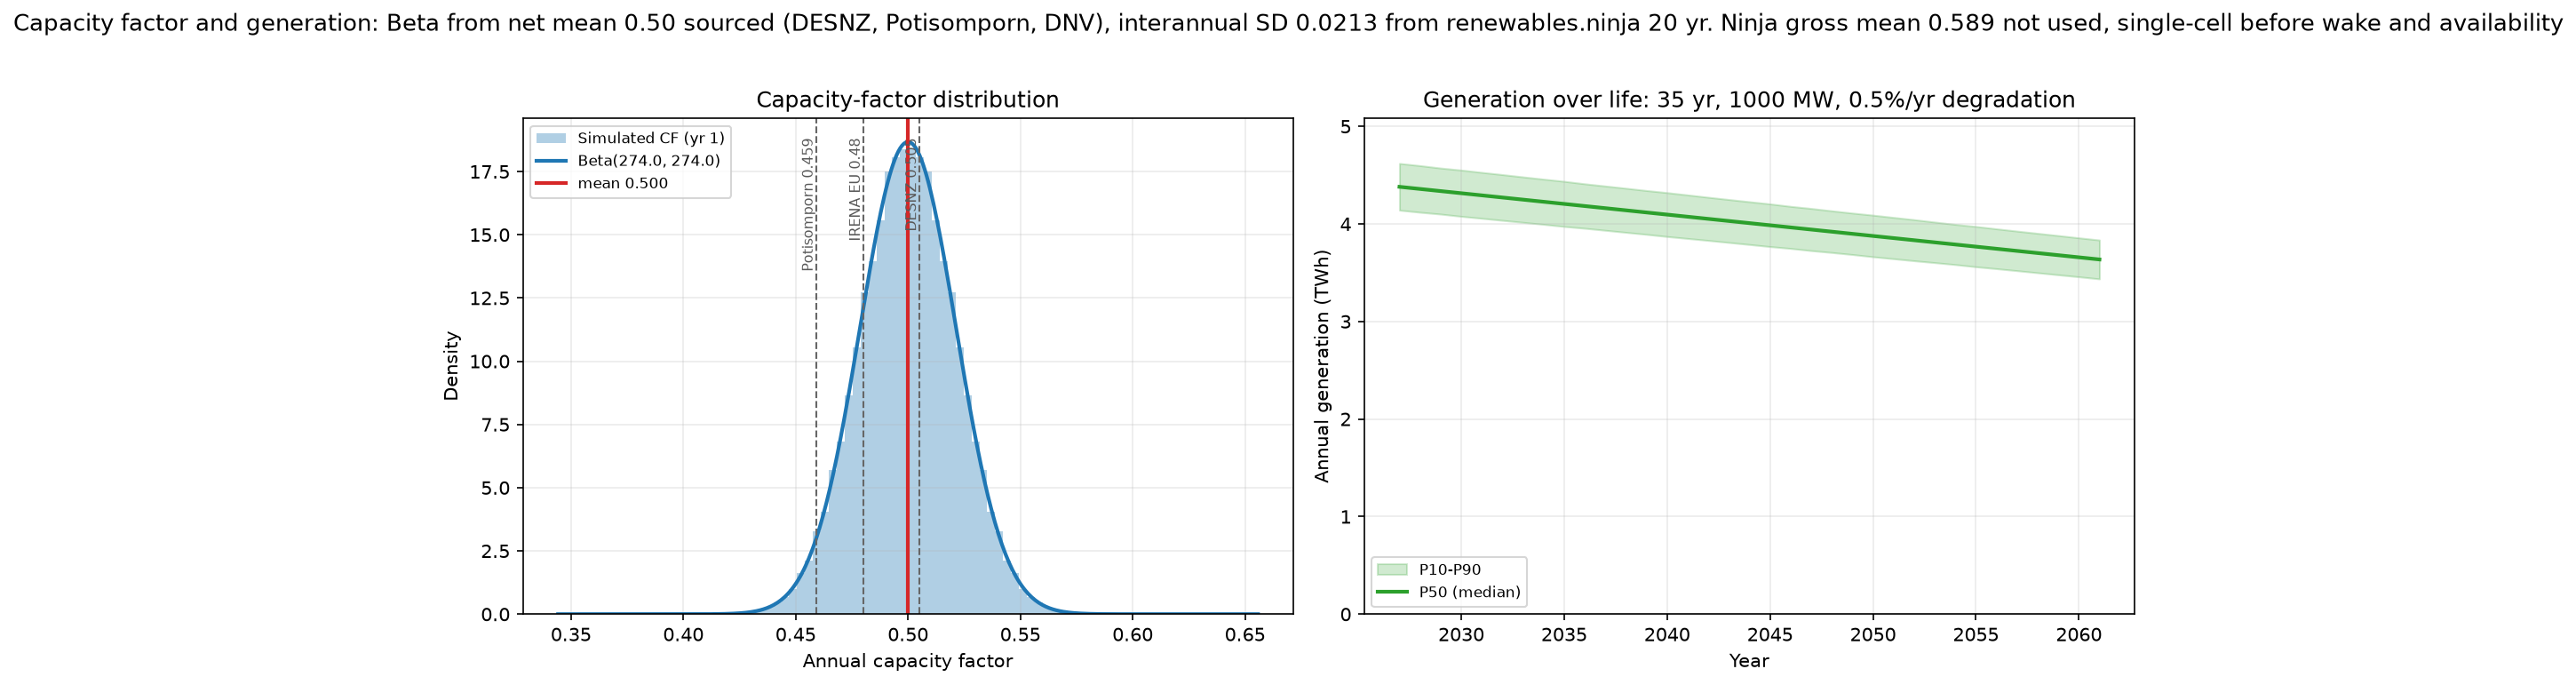 Capacity factor and generation: Beta from net mean 0.50 sourced (DESNZ, Potisomporn, DNV), interannual SD 0.0213 from renewables.ninja 20 yr. Ninja gross mean 0.589 not used, single-cell before wake and availability
Capacity-factor distribution
Simulated CF (yr 1)
Beta(274.0, 274.0)
mean 0.500
Potisomporn 0.459
IRENA EU 0.48
DESNZ
Density
17.5
15.0
12.5
10.0
7.5
5.0
2.5
0.0
0.35
0.40
0.45
0.50
0.55
0.60
0.65
Annual capacity factor
Generation over life: 35 yr, 1000 MW, 0.5%/yr degradation
Annual generation (TWh)
5
4
3
2
1
0
P10-P90
P50 (median)
2030
2035
2040
2045
2050
2055
2060
Year